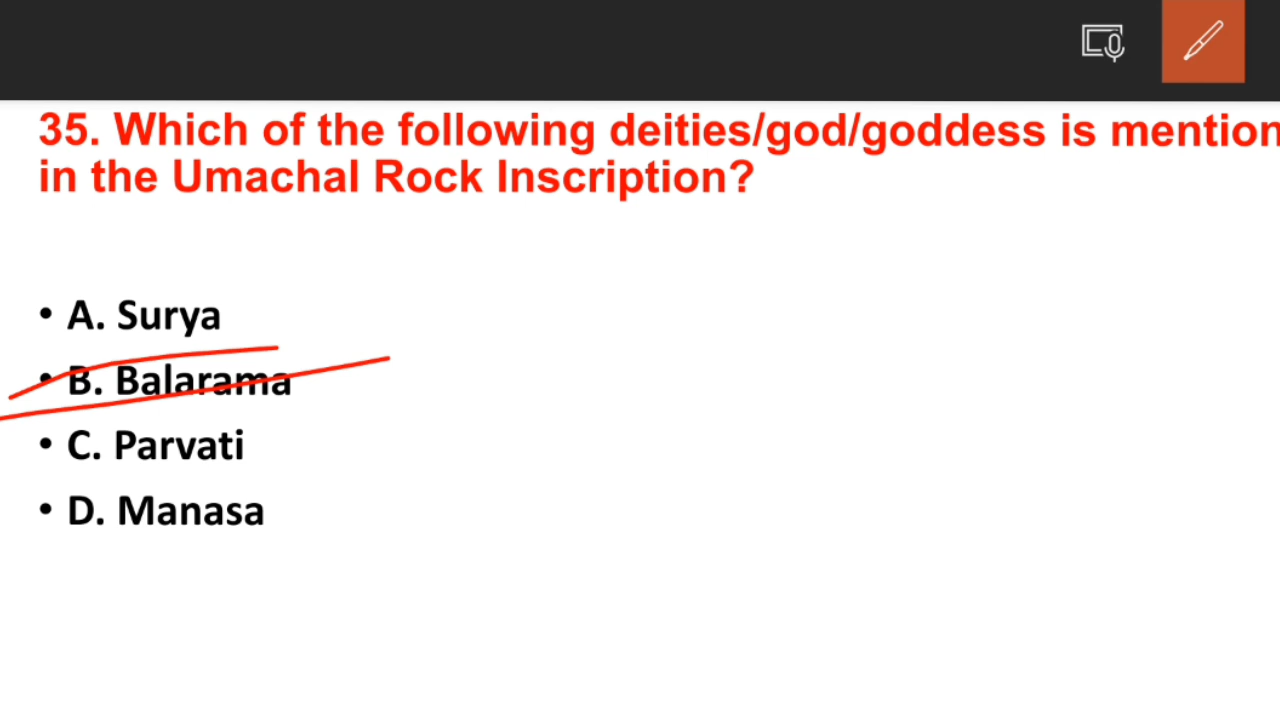 35. Which of the following deities/god/goddess is mention
in the Umachal Rock Inscription?
• A. Surya
• B. Balarama
• C. Parvati
• D. Manasa